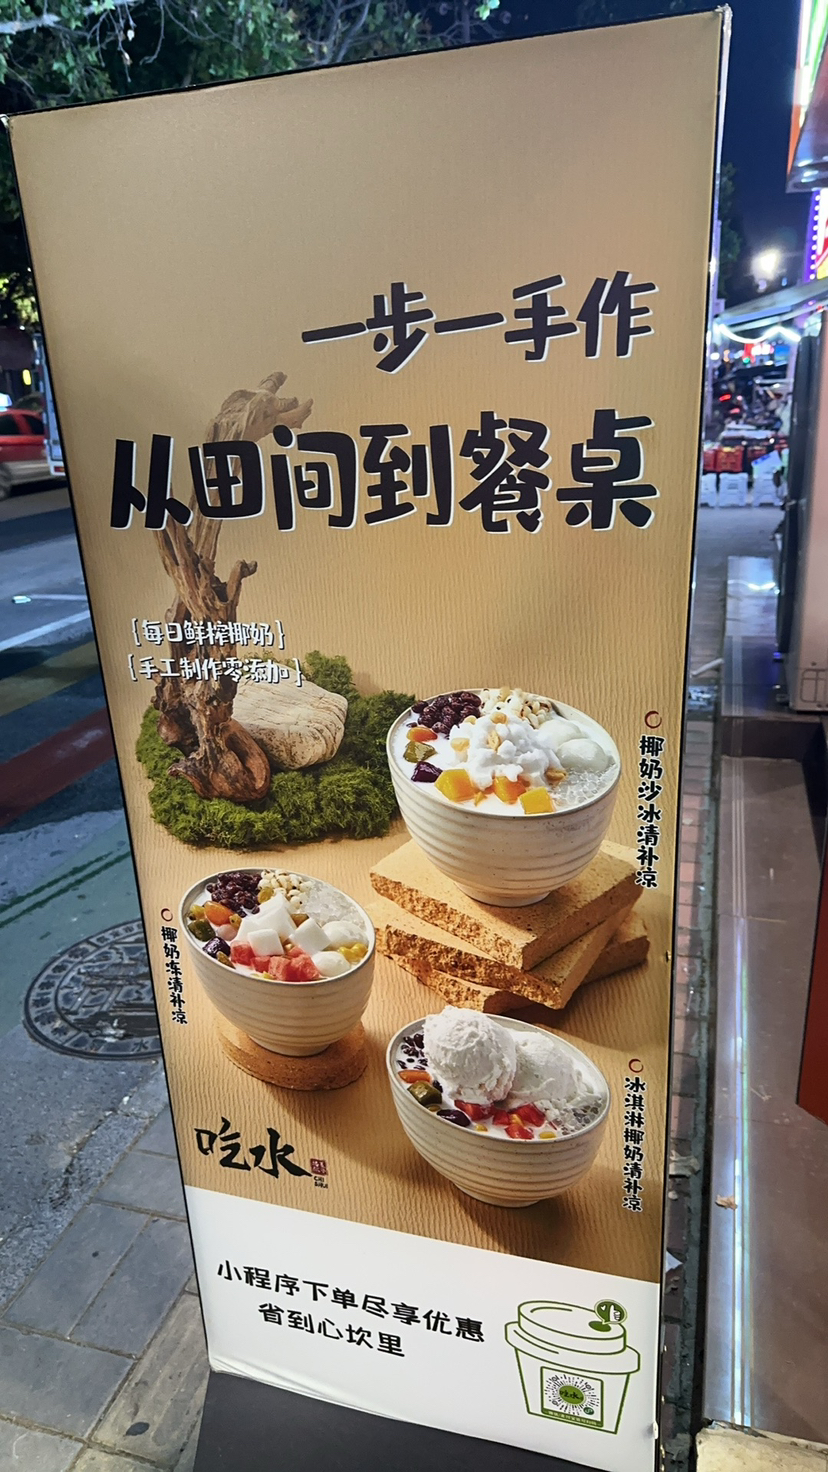 一步一手作
从田间到餐桌
{每日鲜榨椰奶}
{手工制作零添加}
椰奶沙冰清补凉
椰奶冻清补凉
冰淇淋椰奶清补凉
吃水
CHI
SHUI
小程序下单尽享优惠
省到心坎里